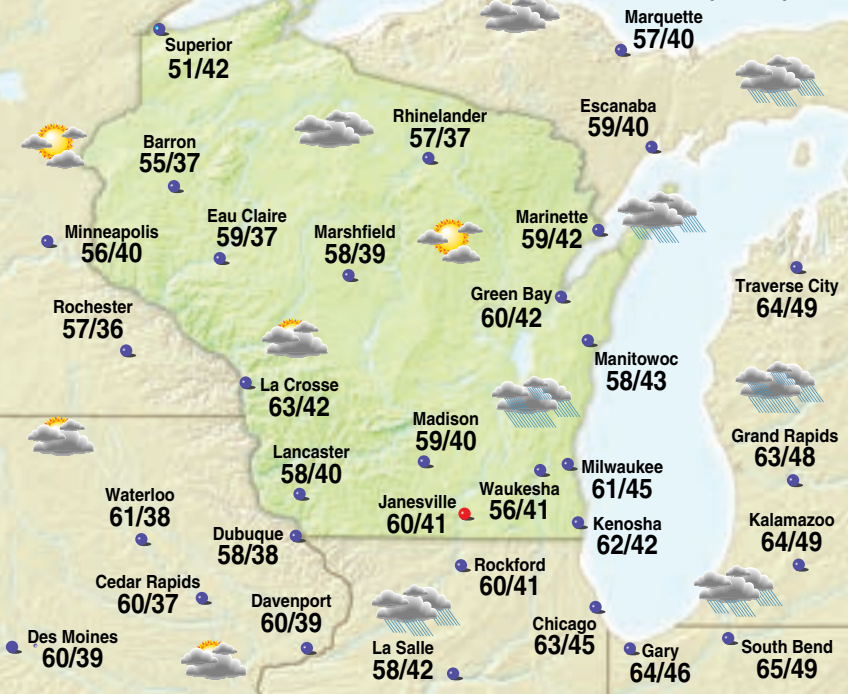 Marquette
57/40
Superior
51/42
Escanaba
59/40
Rhinelander
57/37
Barron
55/37
Eau Claire
59/37
Marinette
59/42
Minneapolis
56/40
Marshfield
58/39
Traverse City
64/49
Green Bay
60/42
Rochester
57/36
Manitowoc
58/43
La Crosse
63/42
Madison
59/40
Grand Rapids
63/48
Lancaster
58/40
Milwaukee
61/45
Waukesha
56/41
Waterloo
61/38
Janesville
60/41
Kenosha
62/42
Kalamazoo
64/49
Dubuque
58/38
Rockford
60/41
Cedar Rapids
60/37
Davenport
60/39
Chicago
63/45
Des Moines
60/39
La Salle
58/42
Gary
64/46
South Bend
65/49